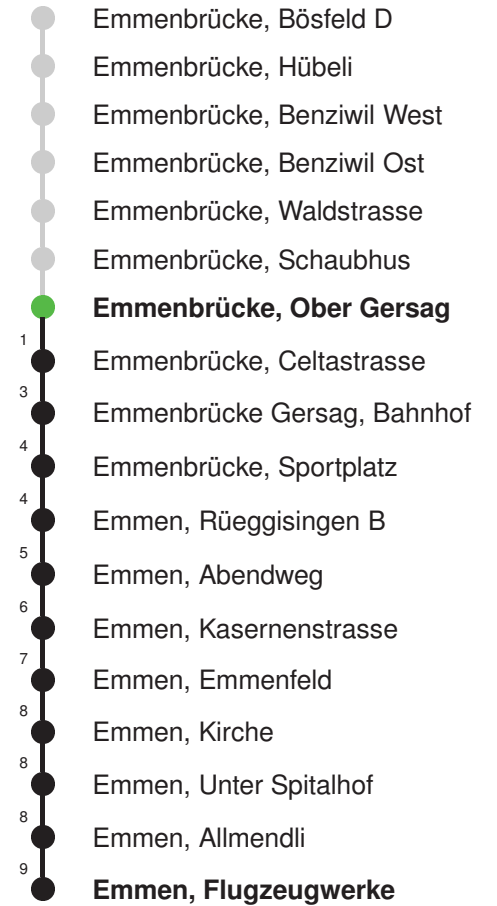 Emmenbrücke, Bösfeld D
Emmenbrücke, Hübeli
Emmenbrücke, Benziwil West
Emmenbrücke, Benziwil Ost
Emmenbrücke, Waldstrasse
Emmenbrücke, Schaubhus
Emmenbrücke, Ober Gersag
1 Emmenbrücke, Celtastrasse
3 Emmenbrücke Gersag, Bahnhof
4 Emmenbrücke, Sportplatz
4 Emmen, Rüeggisingen B
5 Emmen, Abendweg
6 Emmen, Kasernenstrasse
7 Emmen, Emmenfeld
8 Emmen, Kirche
8 Emmen, Unter Spitalhof
8 Emmen, Allmendli
9 Emmen, Flugzeugwerke